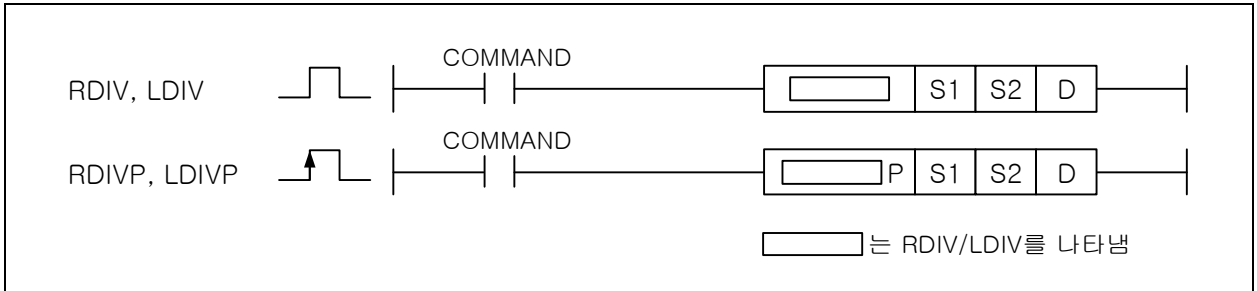 COMMAND
RDIV, LDIV S1 S2 D
COMMAND
RDIVP, LDIVP P S1 S2 D
는 RDIV/LDIV를 나타냄